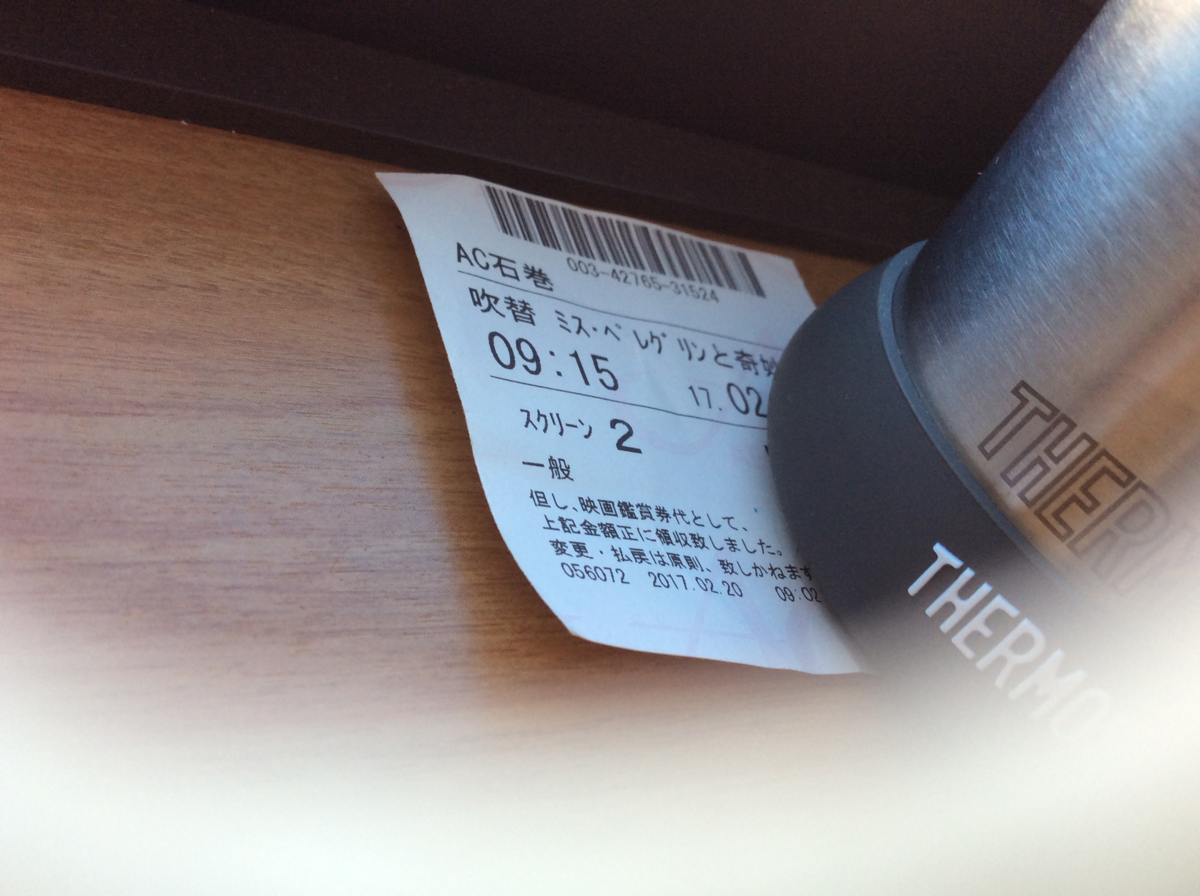 003-42765-31524
AC石巻
吹替 ミス・ペレグリンと奇妙
09:15 17.02
スクリーン 2
一般
但し、映画鑑賞券代として、
上記金額正に領収致しました。
変更・払戻は原則、致しかねます
056072 2017.02.20 09:02
THER
THERMO